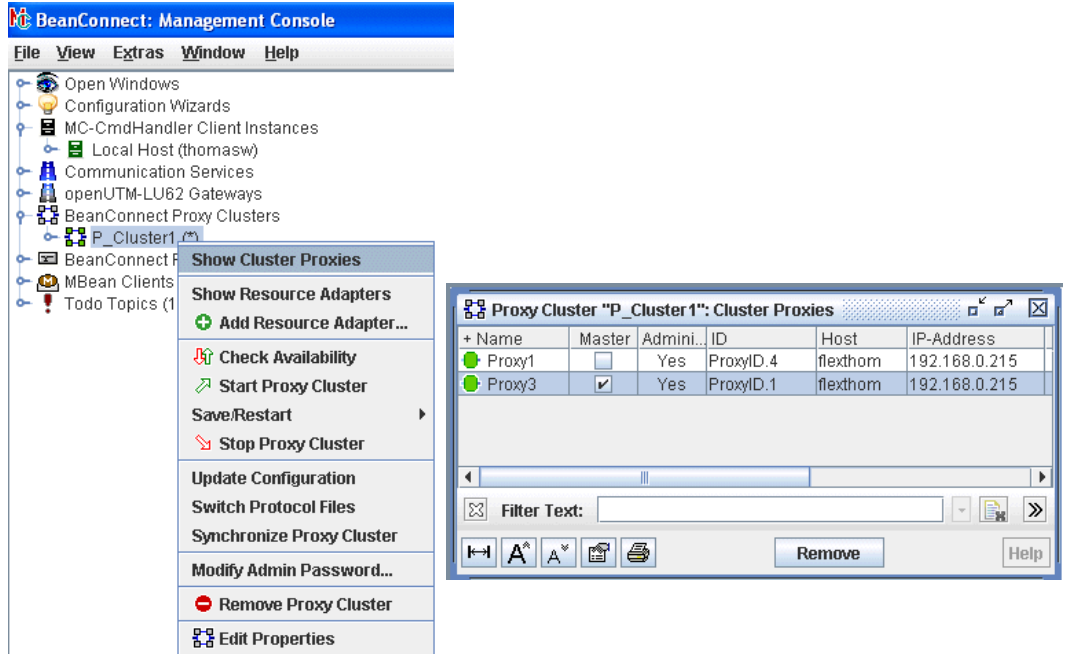 BeanConnect: Management Console
File View Extras Window Help
Open Windows
Configuration Wizards
MC-CmdHandler Client Instances
Local Host (thomasw)
Communication Services
openUTM-LU62 Gateways
BeanConnect Proxy Clusters
P_Cluster1 (*)
BeanConnect
MBean Clients
Todo Topics (1
Show Cluster Proxies
Show Resource Adapters
Add Resource Adapter...
Check Availability
Start Proxy Cluster
Save/Restart
Stop Proxy Cluster
Update Configuration
Switch Protocol Files
Synchronize Proxy Cluster
Modify Admin Password...
Remove Proxy Cluster
Edit Properties
Proxy Cluster "P_Cluster1": Cluster Proxies
+ Name Master Admini... ID Host IP-Address
Proxy1 Yes ProxyID.4 flexthom 192.168.0.215
Proxy3 Yes ProxyID.1 flexthom 192.168.0.215
Filter Text:
Remove Help